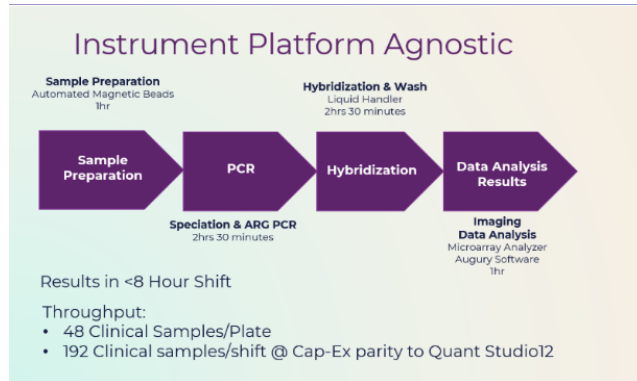 Instrument Platform Agnostic
Sample Preparation
Automated Magnetic Beads
1hr
Hybridization & Wash
Liquid Handler
2hrs 30 minutes
Sample
Preparation
PCR
Hybridization
Data Analysis
Results
Speciation & ARG PCR
2hrs 30 minutes
Imaging
Data Analysis
Microarray Analyzer
Augury Software
1hr
Results in <8 Hour Shift
Throughput:
• 48 Clinical Samples/Plate
• 192 Clinical samples/shift @ Cap-Ex parity to Quant Studio12